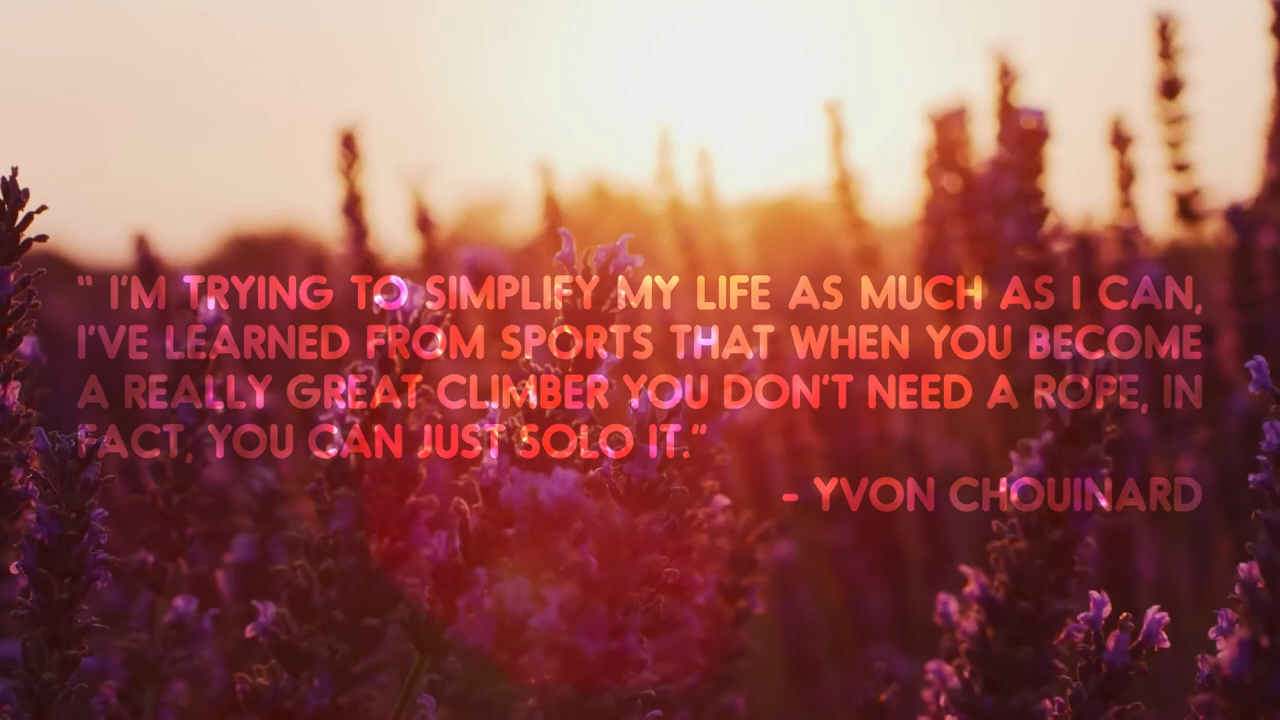 “ I’M TRYING TO SIMPLIFY MY LIFE AS MUCH AS I CAN,
I’VE LEARNED FROM SPORTS THAT WHEN YOU BECOME
A REALLY GREAT CLIMBER YOU DON’T NEED A ROPE, IN
FACT, YOU CAN JUST SOLO IT.”
- YVON CHOUINARD